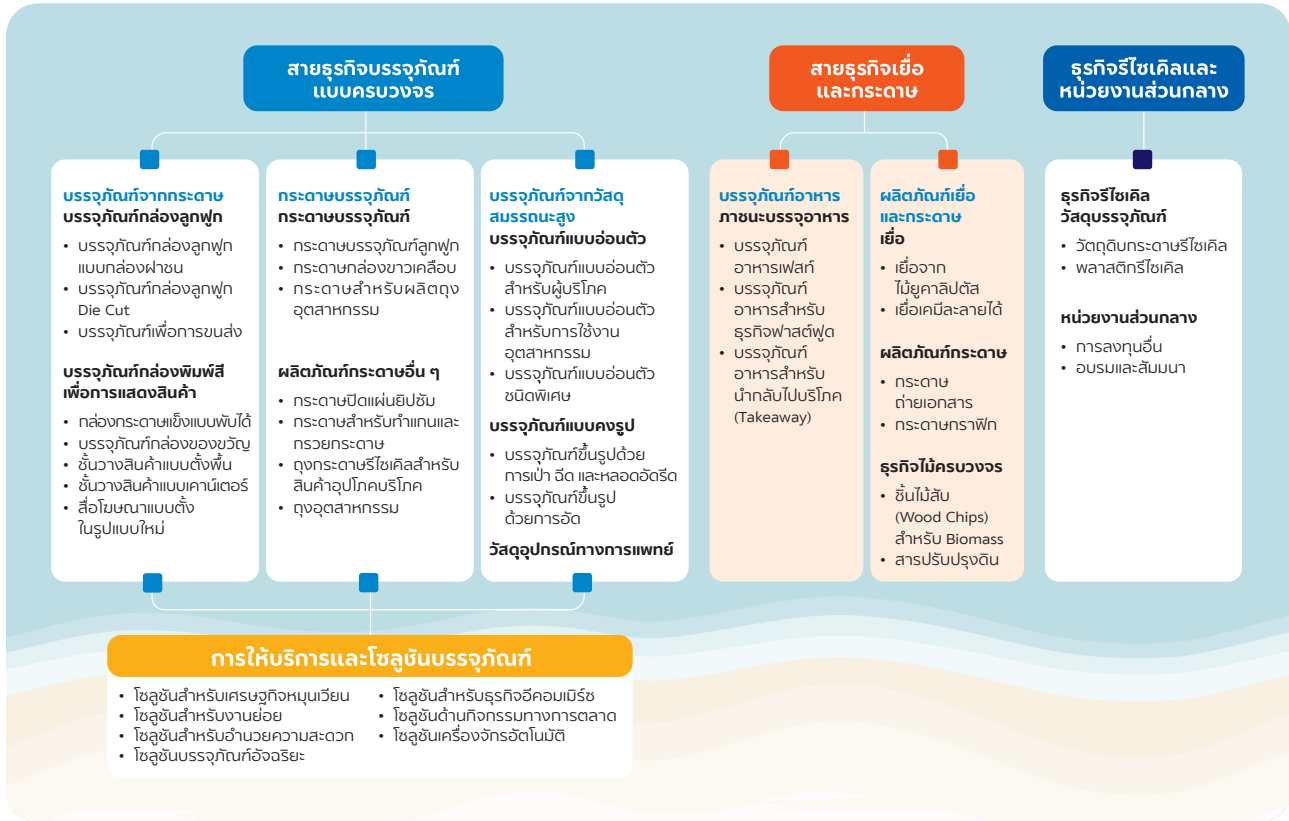 สายธุรกิจบรรจุภัณฑ์
แบบครบวงจร
บรรจุภัณฑ์จากกระดาษ
บรรจุภัณฑ์กล่องลูกฟูก
• บรรจุภัณฑ์กล่องลูกฟูก
แบบกล่องฝาชน
• บรรจุภัณฑ์กล่องลูกฟูก
Die Cut
• บรรจุภัณฑ์เพื่อการขนส่ง
บรรจุภัณฑ์กล่องพิมพ์สี
เพื่อการแสดงสินค้า
• กล่องกระดาษแข็งแบบพับได้
• บรรจุภัณฑ์กล่องของขวัญ
• ชั้นวางสินค้าแบบตั้งพื้น
• ชั้นวางสินค้าแบบเคาน์เตอร์
• สื่อโฆษณาแบบตั้ง
ในรูปแบบใหม่
กระดาษบรรจุภัณฑ์
กระดาษบรรจุภัณฑ์
• กระดาษบรรจุภัณฑ์ลูกฟูก
• กระดาษกล่องขาวเคลือบ
• กระดาษสำหรับผลิตถุง
อุตสาหกรรม
ผลิตภัณฑ์กระดาษอื่น ๆ
• กระดาษปิดแผ่นยิปซัม
• กระดาษสำหรับทำแกนและ
กรวยกระดาษ
• ถุงกระดาษรีไซเคิลสำหรับ
สินค้าอุปโภคบริโภค
• ถุงอุตสาหกรรม
บรรจุภัณฑ์จากวัสดุ
สมรรถนะสูง
บรรจุภัณฑ์แบบอ่อนตัว
• บรรจุภัณฑ์แบบอ่อนตัว
สำหรับผู้บริโภค
• บรรจุภัณฑ์แบบอ่อนตัว
สำหรับการใช้งาน
อุตสาหกรรม
• บรรจุภัณฑ์แบบอ่อนตัว
ชนิดพิเศษ
บรรจุภัณฑ์แบบคงรูป
• บรรจุภัณฑ์ขึ้นรูปด้วย
การเป่า ฉีด และหลอดอัดรีด
• บรรจุภัณฑ์ขึ้นรูป
ด้วยการอัด
วัสดุอุปกรณ์ทางการแพทย์
สายธุรกิจเยื่อ
และกระดาษ
บรรจุภัณฑ์อาหาร
ภาชนะบรรจุอาหาร
• บรรจุภัณฑ์
อาหารเฟสท์
• บรรจุภัณฑ์
อาหารสำหรับ
ธุรกิจฟาสต์ฟูด
• บรรจุภัณฑ์
อาหารสำหรับ
นำกลับไปบริโภค
(Takeaway)
ผลิตภัณฑ์เยื่อ
และกระดาษ
เยื่อ
• เยื่อจาก
ไม้ยูคาลิปตัส
• เยื่อเคมีละลายได้
ผลิตภัณฑ์กระดาษ
• กระดาษ
ถ่ายเอกสาร
• กระดาษกราฟิก
ธุรกิจไม้ครบวงจร
• ชิ้นไม้สับ
(Wood Chips)
สำหรับ Biomass
• สารปรับปรุงดิน
ธุรกิจรีไซเคิลและ
หน่วยงานส่วนกลาง
ธุรกิจรีไซเคิล
วัสดุบรรจุภัณฑ์
• วัตถุดิบกระดาษรีไซเคิล
• พลาสติกรีไซเคิล
หน่วยงานส่วนกลาง
• การลงทุนอื่น
• อบรมและสัมมนา
การให้บริการและโซลูชันบรรจุภัณฑ์
• โซลูชันสำหรับเศรษฐกิจหมุนเวียน
• โซลูชันสำหรับงานย่อย
• โซลูชันสำหรับอำนวยความสะดวก
• โซลูชันบรรจุภัณฑ์อัจฉริยะ
• โซลูชันสำหรับธุรกิจอีคอมเมิร์ซ
• โซลูชันด้านกิจกรรมทางการตลาด
• โซลูชันเครื่องจักรอัตโนมัติ